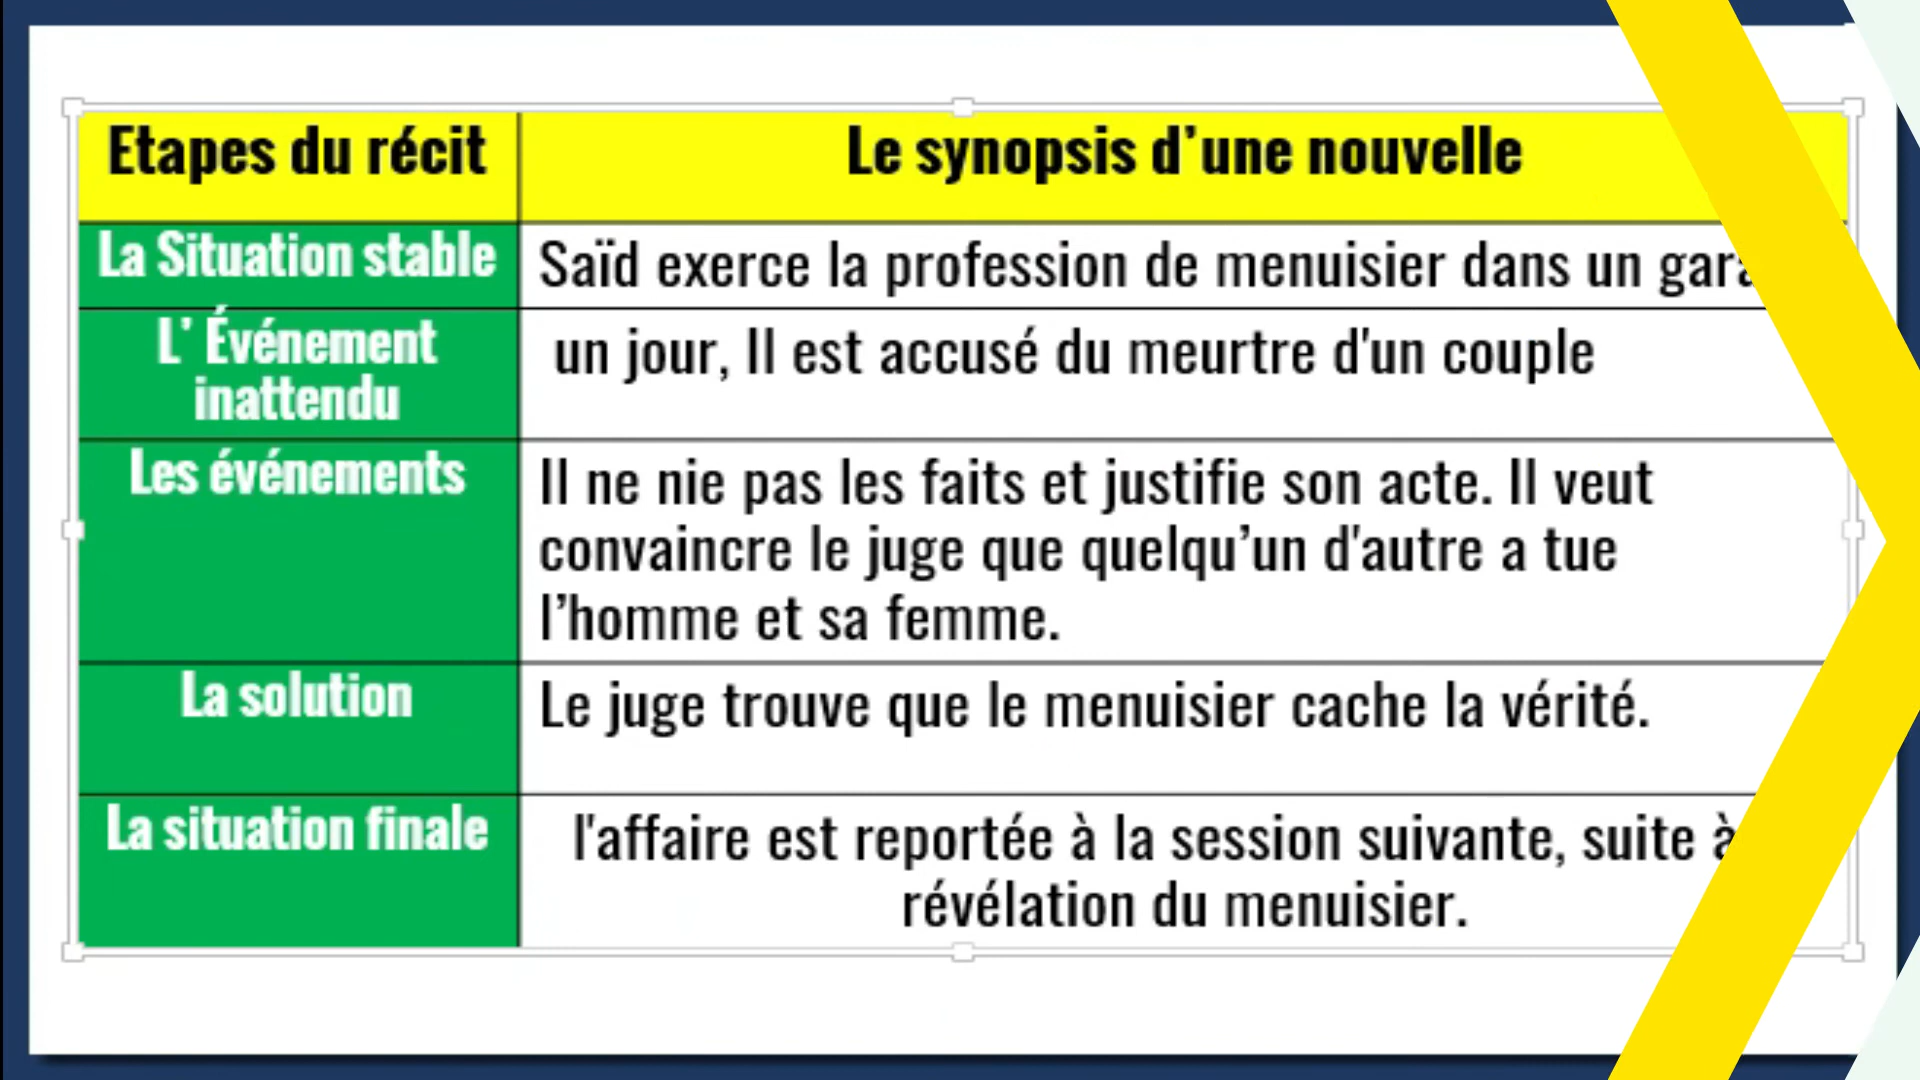 Etapes du récit
Le synopsis d’une nouvelle
La Situation stable
Saïd exerce la profession de menuisier dans un
L’ Événement
inattendu
un jour, Il est accusé du meurtre d'un couple
Les événements
Il ne nie pas les faits et justifie son acte. Il veut
convaincre le juge que quelqu’un d'autre a tue
l’homme et sa femme.
La solution
Le juge trouve que le menuisier cache la vérité.
La situation finale
l'affaire est reportée à la session suivante, suite à
révélation du menuisier.